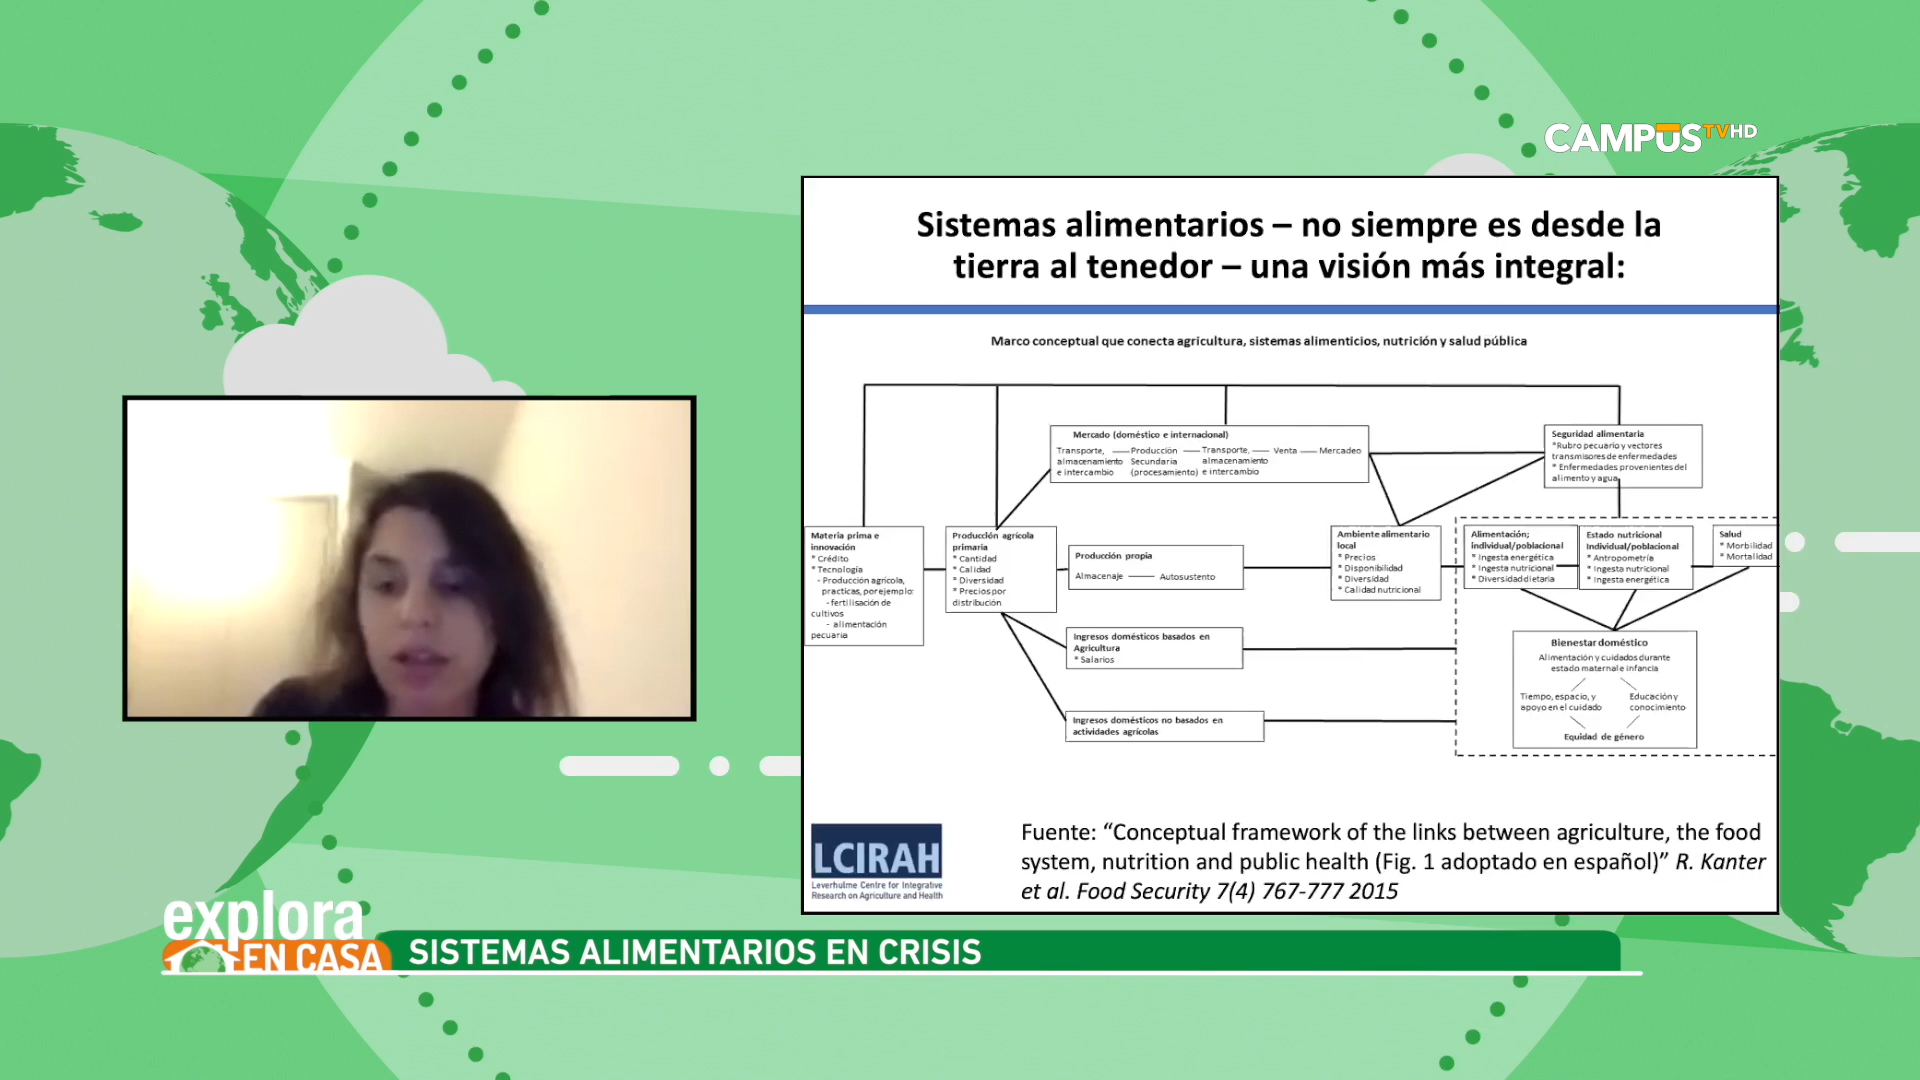 CAMPUSTVHD
Sistemas alimentarios – no siempre es desde la
tierra al tenedor – una visión más integral:
Marco conceptual que conecta agricultura, sistemas alimenticios, nutrición y salud pública
Mercado (doméstico e internacional)
Transporte, almacenamiento e intercambio
Producción Secundaria (procesamiento)
Transporte, almacenamiento e intercambio
Venta
Mercadeo
Seguridad alimentaria
*Rubro pecuario y vectores
transmisores de enfermedades
* Enfermedades provenientes del
alimento y agua
Materia prima e
innovación
* Crédito
* Tecnología
- Producción agrícola,
practicas, por ejemplo:
- fertilisación de
cultivos
- alimentación
pecuaria
Producción agrícola
primaria
* Cantidad
* Calidad
* Diversidad
* Precios por
distribución
Producción propia
Almacenaje
Autosustento
Ingresos domésticos basados en
Agricultura
* Salarios
Ingresos domésticos no basados en
actividades agrícolas
Ambiente alimentario
local
* Precios
* Disponibilidad
* Diversidad
* Calidad nutricional
Alimentación;
individual/poblacional
* Ingesta energética
* Ingesta nutricional
* Diversidad dietaria
Estado nutricional
Individual/poblacional
* Antropometría
* Ingesta nutricional
* Ingesta energética
Salud
* Morbilidad
* Mortalidad
Bienestar doméstico
Alimentación y cuidados durante
estado maternal e infancia
Tiempo, espacio, y
apoyo en el cuidado
Educación y
conocimiento
Equidad de género
LCIRAH
Leverhulme Centre for Integrative
Research on Agriculture and Health
Fuente: “Conceptual framework of the links between agriculture, the food
system, nutrition and public health (Fig. 1 adoptado en español)” R. Kanter
et al. Food Security 7(4) 767-777 2015
explora
EN CASA
SISTEMAS ALIMENTARIOS EN CRISIS